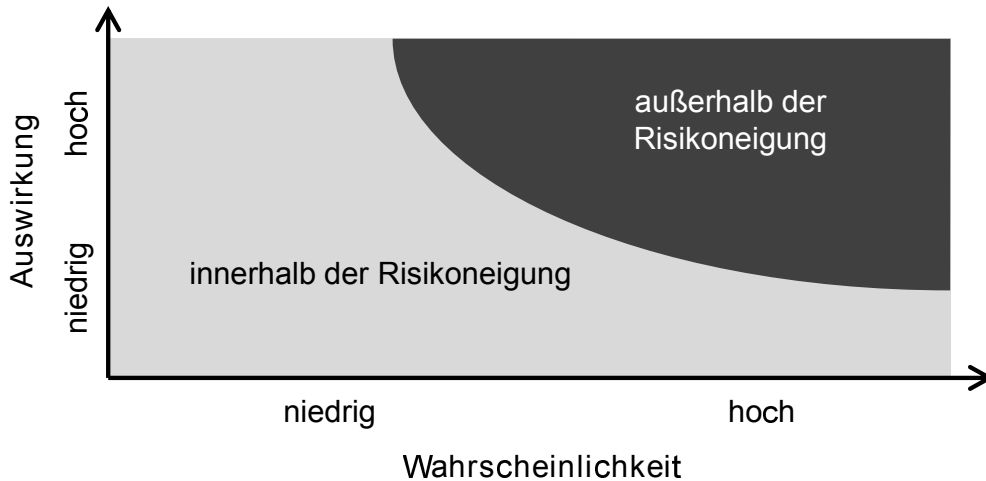 Auswirkung
hoch
niedrig
außerhalb der
Risikoneigung
innerhalb der Risikoneigung
niedrig
hoch
Wahrscheinlichkeit